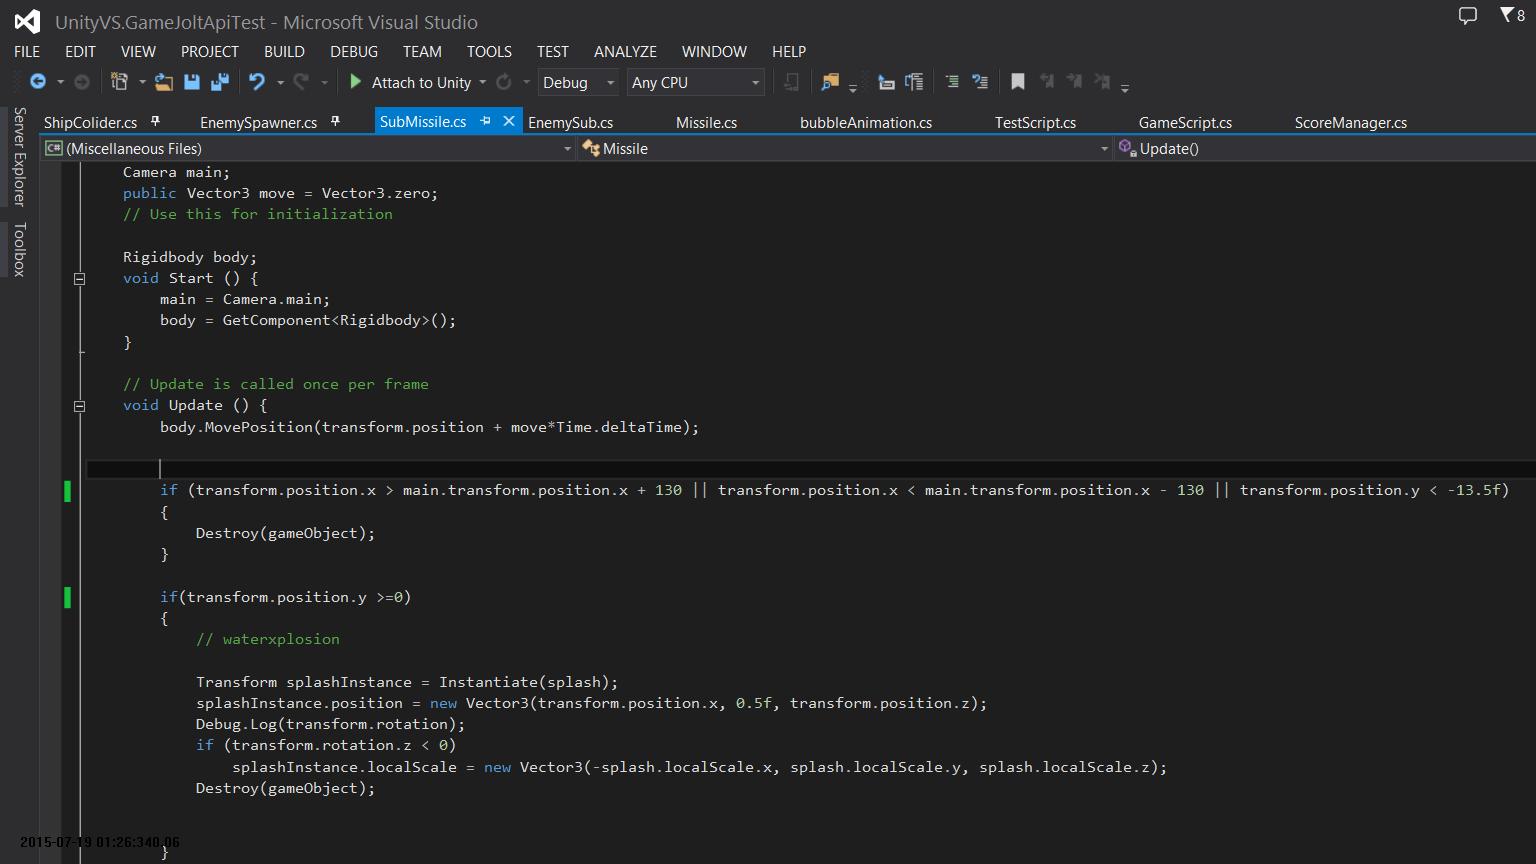 UnityVS.GameJoltApiTest - Microsoft Visual Studio
8
FILE EDIT VIEW PROJECT BUILD DEBUG TEAM TOOLS TEST ANALYZE WINDOW HELP
Attach to Unity Debug Any CPU
Server Explorer
Toolbox
ShipColider.cs EnemySpawner.cs SubMissile.cs EnemySub.cs Missile.cs bubbleAnimation.cs TestScript.cs GameScript.cs ScoreManager.cs
C# (Miscellaneous Files) Missile Update()
Camera main;
public Vector3 move = Vector3.zero;
// Use this for initialization
Rigidbody body;
void Start () {
main = Camera.main;
body = GetComponent<Rigidbody>();
}
// Update is called once per frame
void Update () {
body.MovePosition(transform.position + move*Time.deltaTime);
if (transform.position.x > main.transform.position.x + 130 || transform.position.x < main.transform.position.x - 130 || transform.position.y < -13.5f)
{
Destroy(gameObject);
}
if(transform.position.y >=0)
{
// waterxplosion
Transform splashInstance = Instantiate(splash);
splashInstance.position = new Vector3(transform.position.x, 0.5f, transform.position.z);
Debug.Log(transform.rotation);
if (transform.rotation.z < 0)
splashInstance.localScale = new Vector3(-splash.localScale.x, splash.localScale.y, splash.localScale.z);
Destroy(gameObject);
2015-07-19 01:26:340.06
}